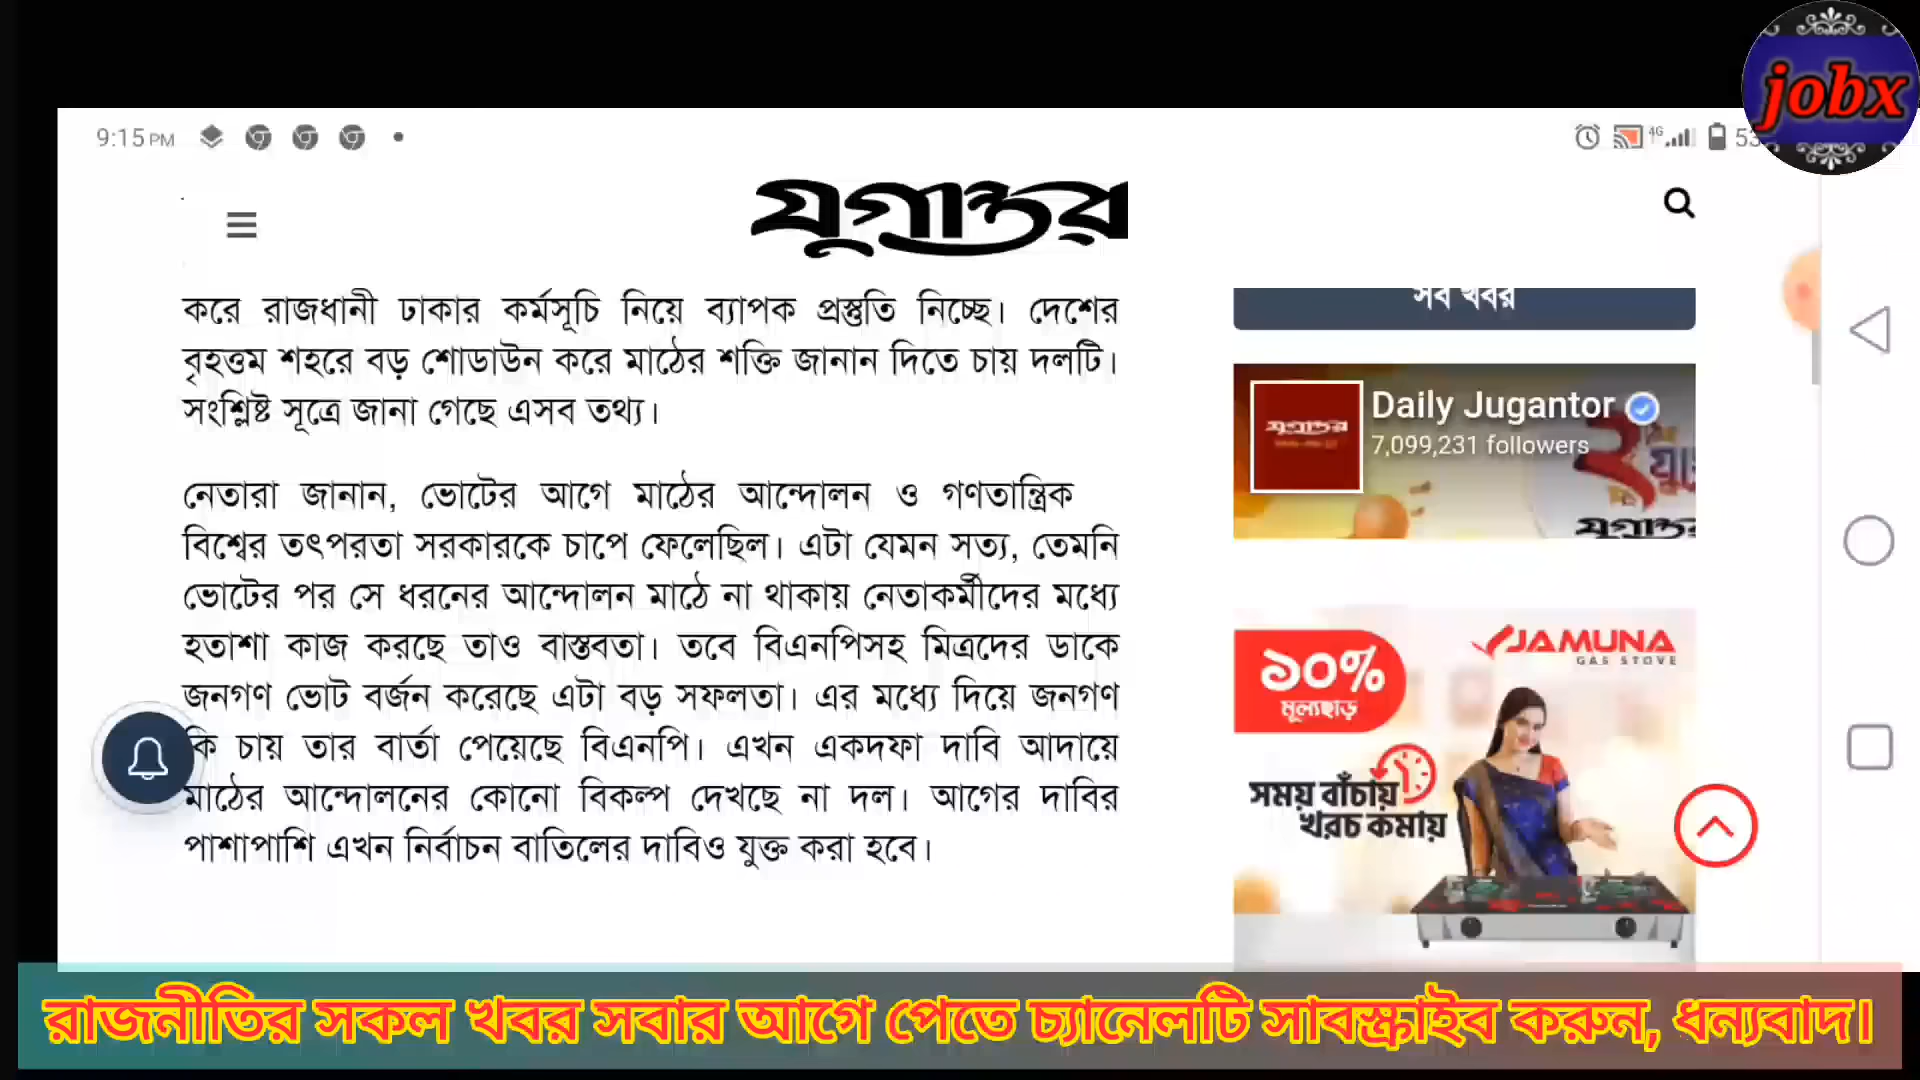 jobx
9:15 PM
4G
53
যুগান্তর
করে রাজধানী ঢাকার কর্মসূচি নিয়ে ব্যাপক প্রস্তুতি নিচ্ছে। দেশের
বৃহত্তম শহরে বড় শোডাউন করে মাঠের শক্তি জানান দিতে চায় দলটি।
সংশ্লিষ্ট সূত্রে জানা গেছে এসব তথ্য।
নেতারা জানান, ভোটের আগে মাঠের আন্দোলন ও গণতান্ত্রিক
বিশ্বের তৎপরতা সরকারকে চাপে ফেলেছিল। এটা যেমন সত্য, তেমনি
ভোটের পর সে ধরনের আন্দোলন মাঠে না থাকায় নেতাকর্মীদের মধ্যে
হতাশা কাজ করছে তাও বাস্তবতা। তবে বিএনপিসহ মিত্রদের ডাকে
জনগণ ভোট বর্জন করেছে এটা বড় সফলতা। এর মধ্যে দিয়ে জনগণ
কি চায় তার বার্তা পেয়েছে বিএনপি। এখন একদফা দাবি আদায়ে
মাঠের আন্দোলনের কোনো বিকল্প দেখছে না দল। আগের দাবির
পাশাপাশি এখন নির্বাচন বাতিলের দাবিও যুক্ত করা হবে।
সব খবর
Daily Jugantor
7,099,231 followers
যুগান্তর
যুগান্তর
১০%
মূল্যছাড়
JAMUNA
GAS STOVE
সময় বাঁচায়
খরচ কমায়
রাজনীতির সকল খবর সবার আগে পেতে চ্যানেলটি সাবস্ক্রাইব করুন, ধন্যবাদ।